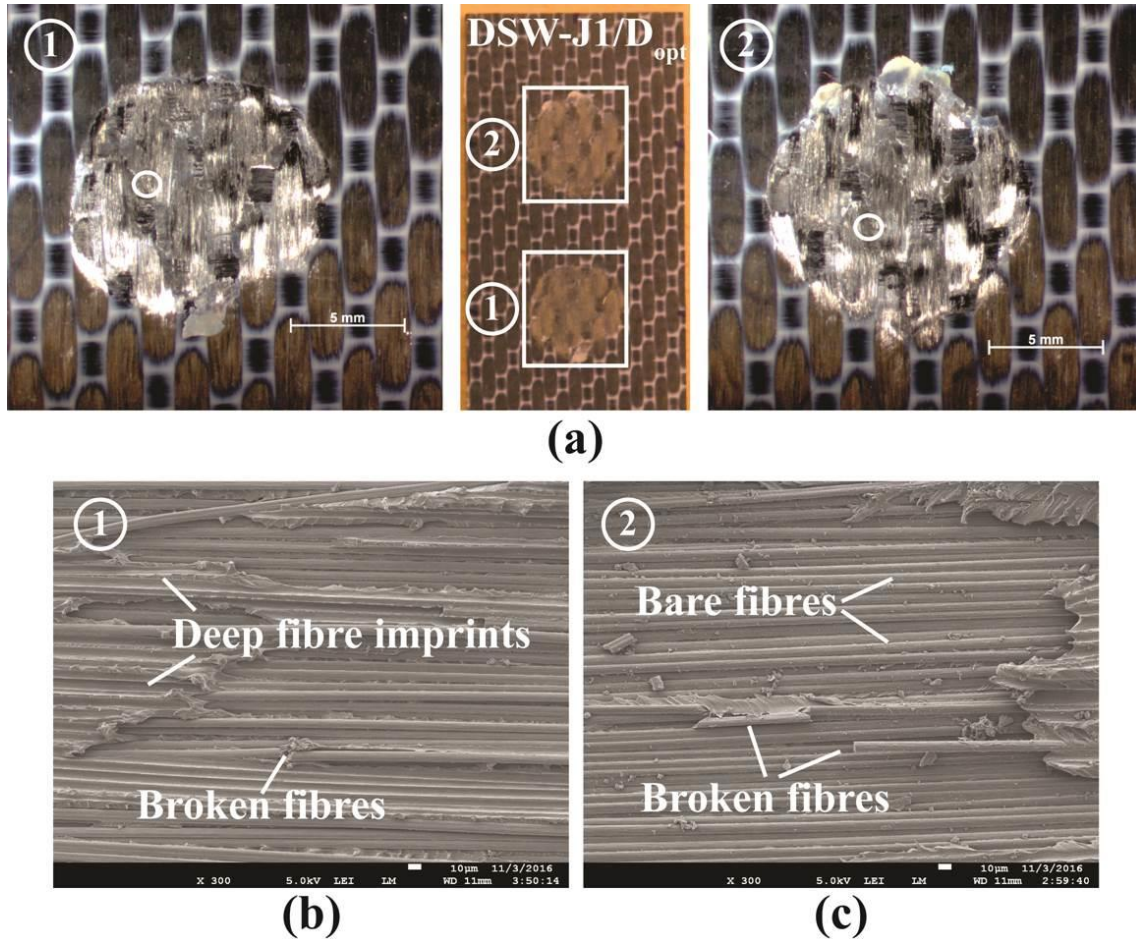 1
DSW-J1/Dopt
2
1
2
5 mm
5 mm
(a)
1
Deep fibre imprints
Broken fibres
10µm 11/3/2016
X 300 5.0kV LEI LM WD 11mm 3:50:14
2
Bare fibres
Broken fibres
10µm 11/3/2016
X 300 5.0kV LEI LM WD 11mm 2:59:40
(b)
(c)